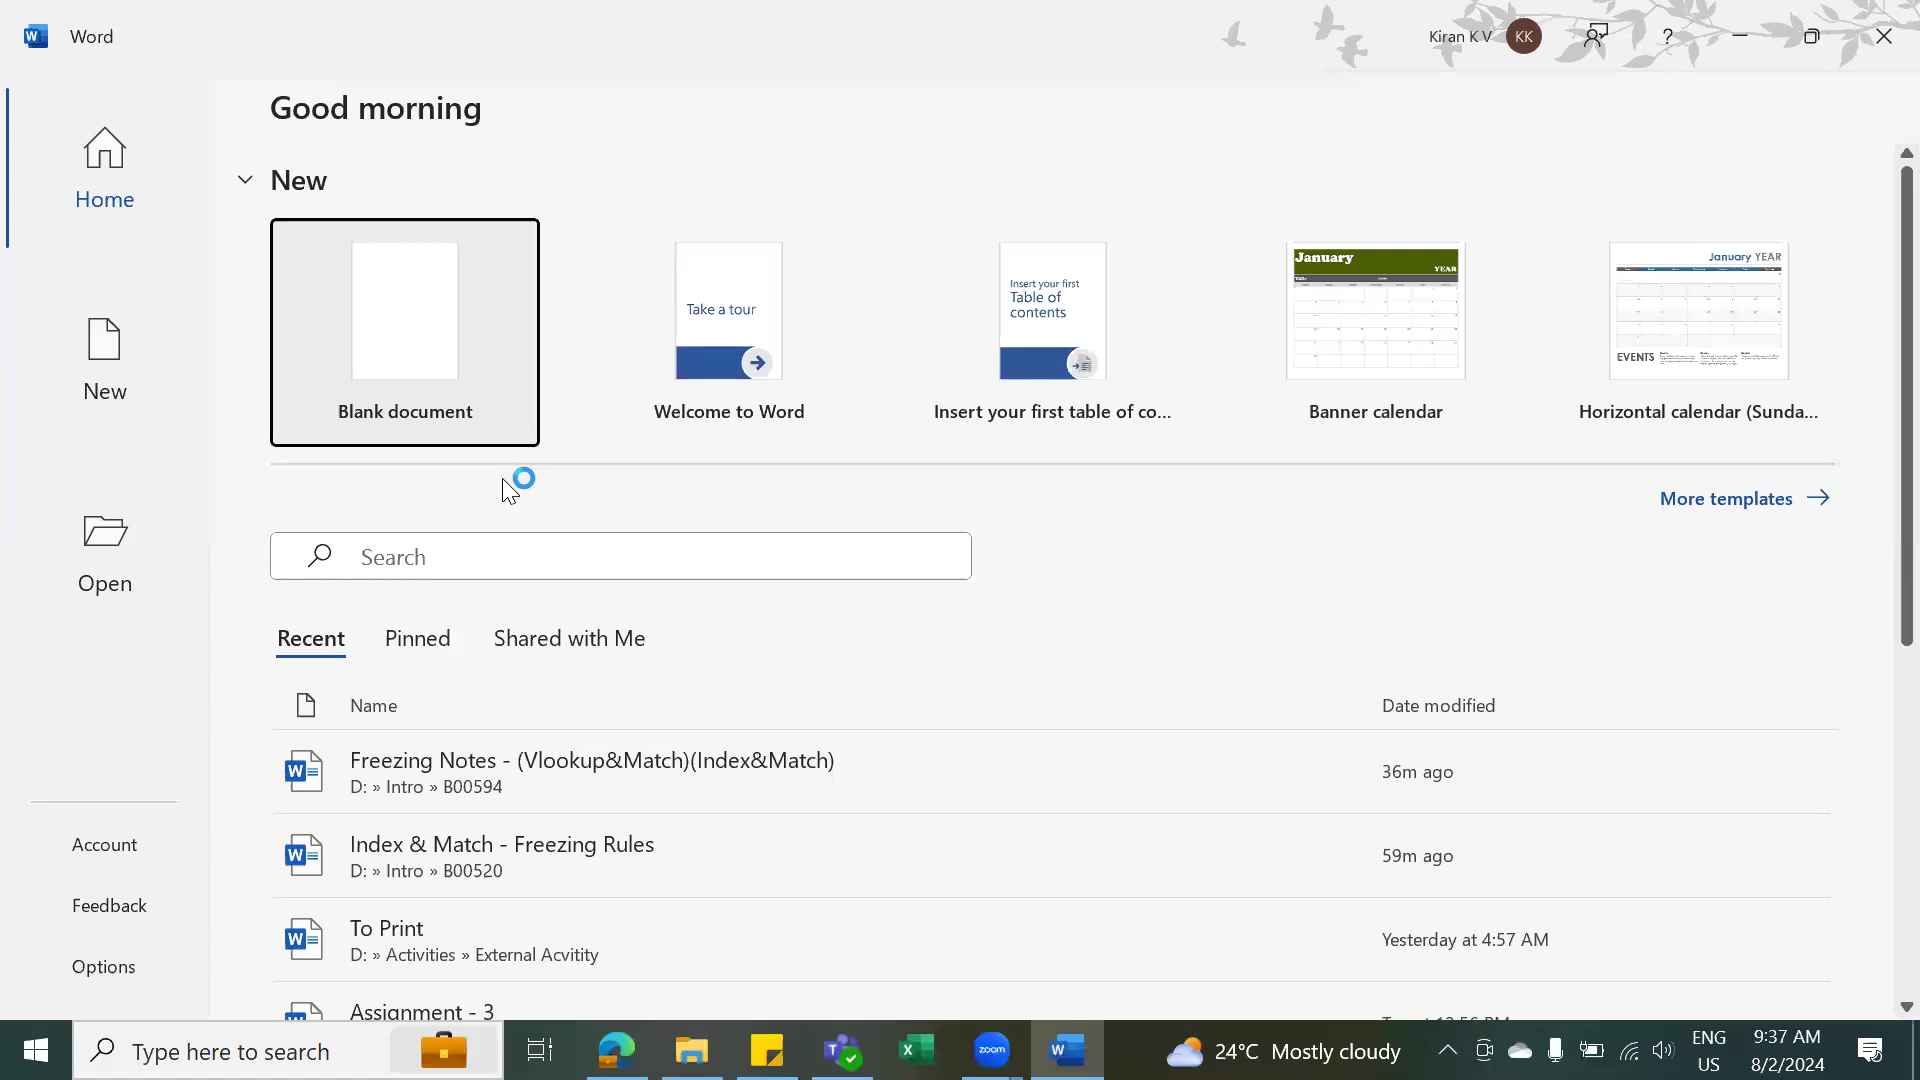 Word
Kiran K V
KK
?
Good morning
Home
New
Open
New
Take a tour
Insert your first
Table of
contents
January
YEAR
January YEAR
EVENTS
Blank document
Welcome to Word
Insert your first table of co...
Banner calendar
Horizontal calendar (Sunda...
More templates
Search
Recent
Pinned
Shared with Me
Name
Date modified
Freezing Notes - (Vlookup&Match)(Index&Match)
D: » Intro » B00594
36m ago
Index & Match - Freezing Rules
D: » Intro » B00520
59m ago
To Print
D: » Activities » External Acvitity
Yesterday at 4:57 AM
Assignment - 3
Account
Feedback
Options
Type here to search
zoom
24°C Mostly cloudy
ENG
US
9:37 AM
8/2/2024